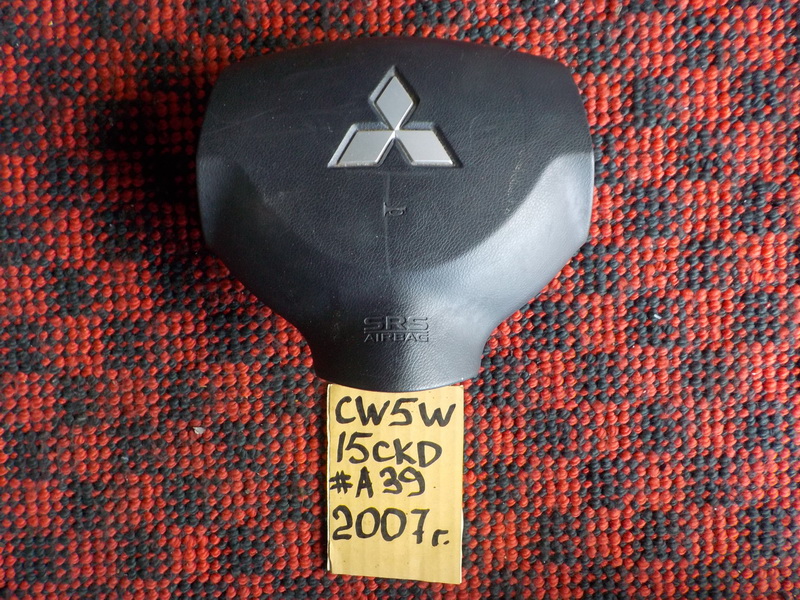 SRS
AIRBAG
CW5W
15CKD
#A39
2007г.